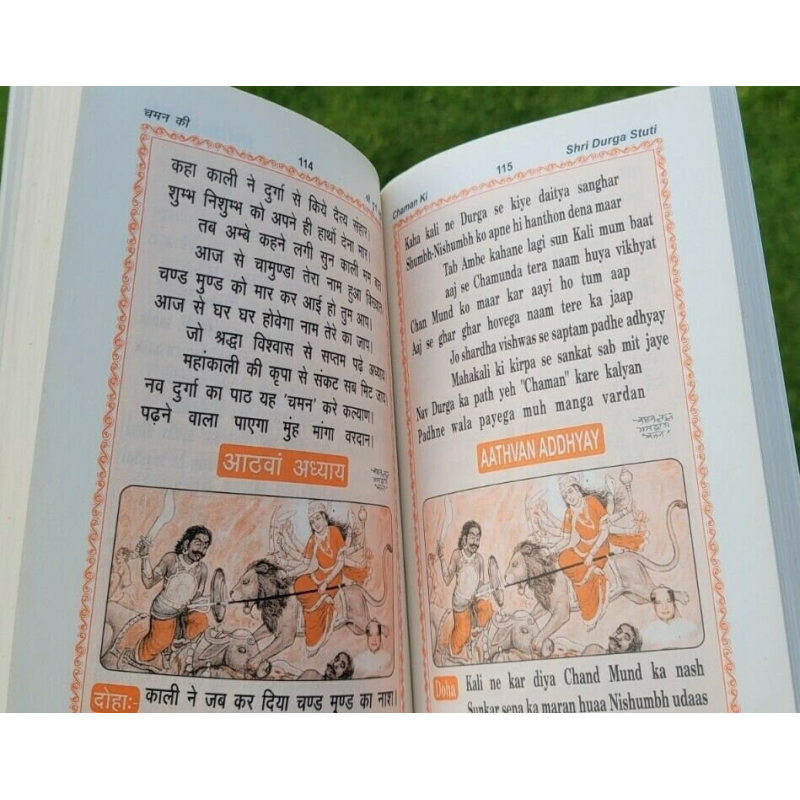 चमन की
114
कहा काली ने दुर्गा से किये दैत्य संहार।
शुम्भ निशुम्भ को अपने ही हाथों देना मार।
तब अम्बे कहने लगी सुन काली मम बात
आज से चामुण्डा तेरा नाम हुआ विख्यात
चण्ड मुण्ड को मार कर आई हो तुम आप।
आज से घर घर होवेगा नाम तेरे का जाप।
जो श्रद्धा विश्वास से सप्तम पढ़े अध्याय
महांकाली की कृपा से संकट सब मिट जाय
नव दुर्गा का पाठ यह 'चमन' करे कल्याण।
पढ़ने वाला पाएगा मुंह मांगा वरदान।
आठवां अध्याय
दोहा:- काली ने जब कर दिया चण्ड मुण्ड का नाश।
Chaman Ki
115
Shri Durga Stuti
Kaha kali ne Durga se kiye daitya sanghar
Shumbh-Nishumbh ko apne hi hanthon dena maar
Tab Ambe kahane lagi sun Kali mum baat
aaj se Chamunda tera naam huya vikhyat
Chan Mund ko maar kar aayi ho tum aap
Aaj se ghar ghar hovega naam tere ka jaap
Jo shardha vishwas se saptam padhe adhyay
Mahakali ki kirpa se sankat sab mit jaye
Nav Durga ka path yeh "Chaman" kare kalyan
Padhne wala payega muh manga vardan
AATHVAN ADDHYAY
Doha Kali ne kar diya Chand Mund ka nash
Sunkar sena ka maran huaa Nishumbh udaas